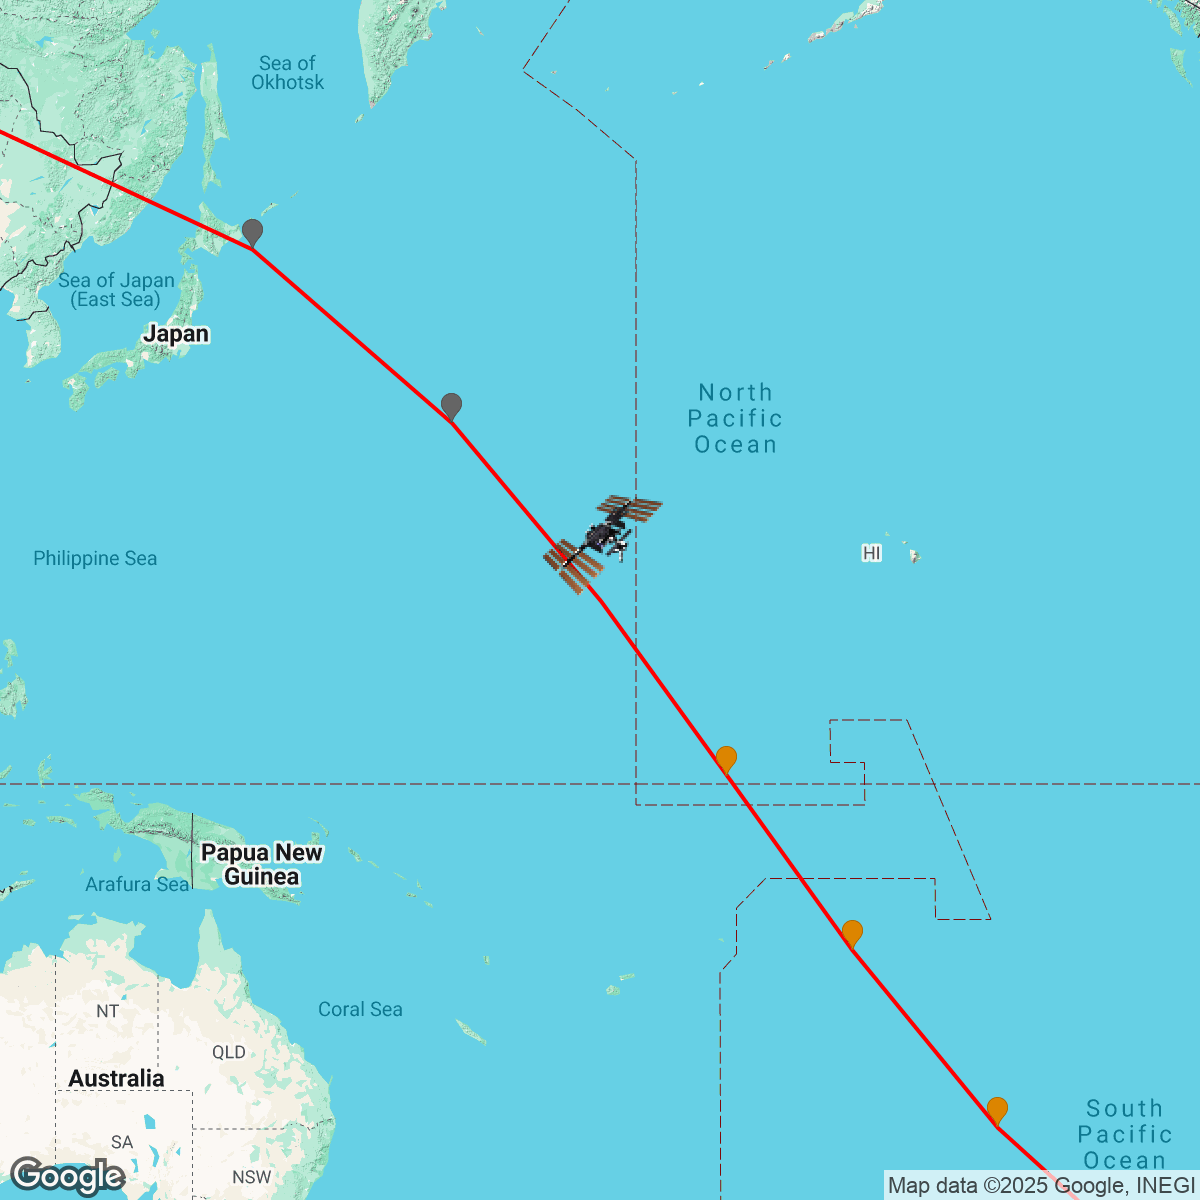 Sea of
Okhotsk
Sea of Japan
(East Sea)
Japan
North
Pacific
Ocean
Philippine Sea
HI
Papua New
Guinea
Arafura Sea
NT
Coral Sea
QLD
Australia
South
Pacific
Ocean
SA
NSW
Google
Map data ©2025 Google, INEGI